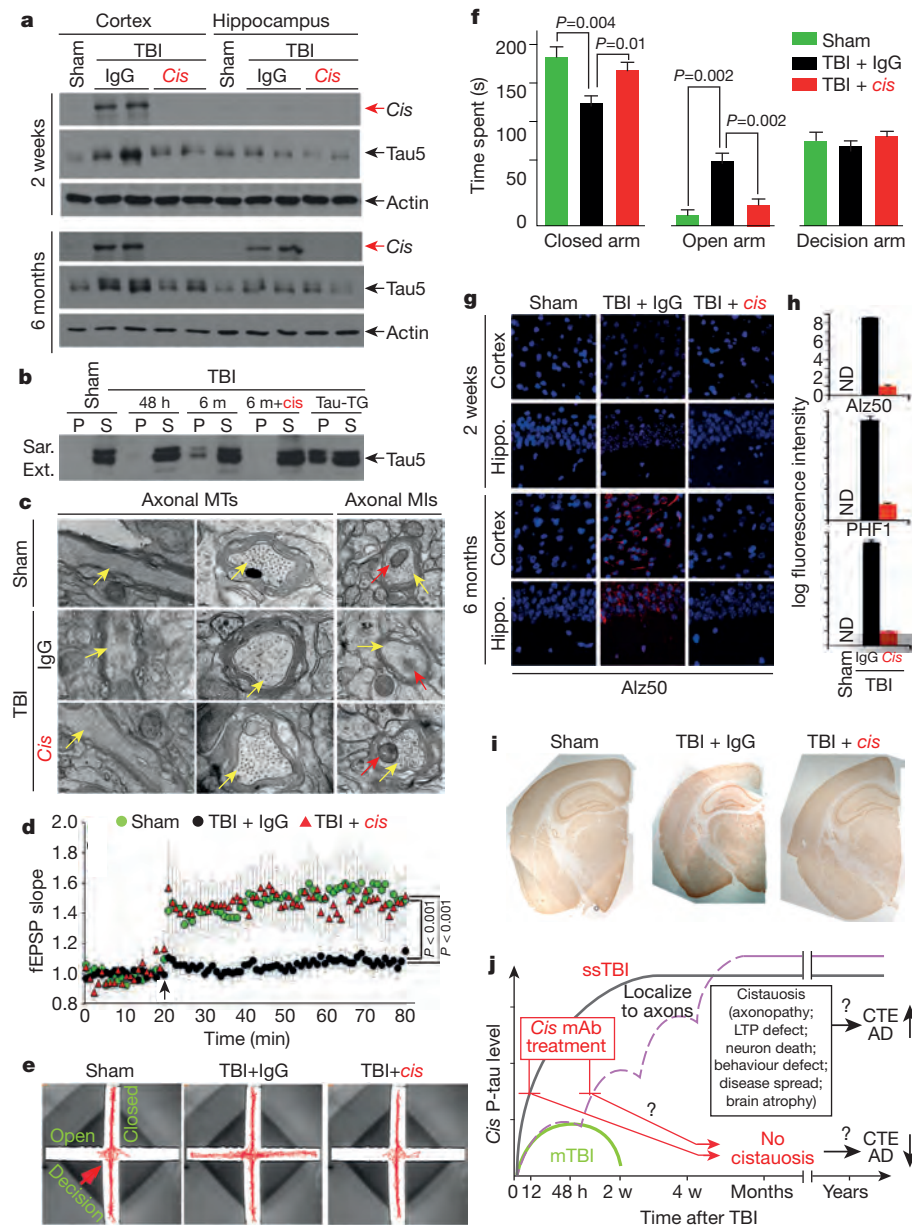 a
Cortex Hippocampus
Sham TBI Sham TBI
IgG Cis IgG Cis
2 weeks
Cis
Tau5
Actin
6 months
Cis
Tau5
Actin
b
Sham TBI
48 h 6 m 6 m+cis Tau-TG
P S P S P S P S P S
Sar.
Ext.
Tau5
c
Axonal MTs Axonal MIs
Sham
TBI
IgG
Cis
d
Sham TBI + IgG TBI + cis
fEPSP slope
2.0
1.8
1.6
1.4
1.2
1.0
0.8
P < 0.001
P < 0.001
0 10 20 30 40 50 60 70 80
Time (min)
e
Sham TBI+IgG TBI+cis
Open
Closed
Decision
f
Time spent (s)
200
150
100
50
0
P=0.004
P=0.01
P=0.002
P=0.002
Sham
TBI + IgG
TBI + cis
Closed arm Open arm Decision arm
g
Sham TBI + IgG TBI + cis
2 weeks
Cortex
Hippo.
6 months
Cortex
Hippo.
Alz50
h
log fluorescence intensity
8
6
4
2
0
ND
Alz50
ND
PHF1
ND
Sham
IgG Cis
TBI
i
Sham TBI + IgG TBI + cis
j
Cis P-tau level
ssTBI
Localize
to axons
Cis mAb
treatment
Cistauosis
(axonopathy;
LTP defect;
neuron death;
behaviour defect;
disease spread;
brain atrophy)
?
CTE
AD
?
mTBI
No
cistauosis
?
CTE
AD
0 12 48 h 2 w 4 w Months Years
Time after TBI